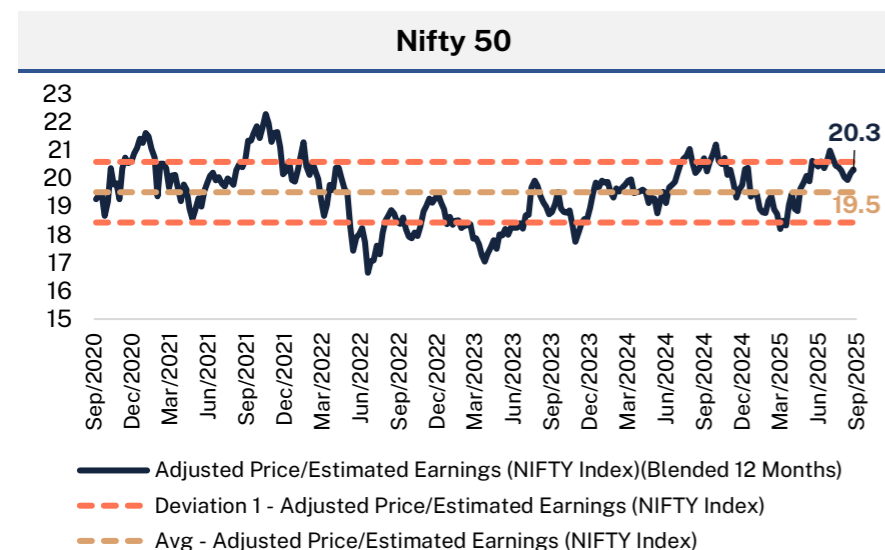 Nifty 50
23
22
21
20
19
18
17
16
15
20.3
19.5
Sep/2020
Dec/2020
Mar/2021
Jun/2021
Sep/2021
Dec/2021
Mar/2022
Jun/2022
Sep/2022
Dec/2022
Mar/2023
Jun/2023
Sep/2023
Dec/2023
Mar/2024
Jun/2024
Sep/2024
Dec/2024
Mar/2025
Jun/2025
Sep/2025
Adjusted Price/Estimated Earnings (NIFTY Index)(Blended 12 Months)
Deviation 1 - Adjusted Price/Estimated Earnings (NIFTY Index)
Avg - Adjusted Price/Estimated Earnings (NIFTY Index)